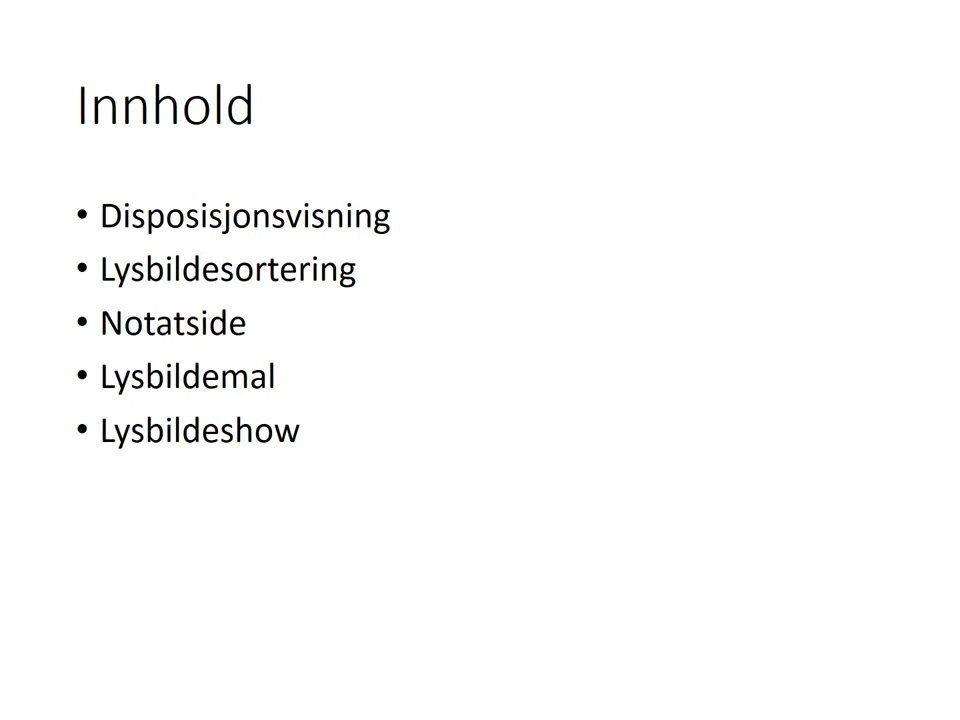 Innhold
• Disposisjonsvisning
• Lysbildesortering
• Notatside
• Lysbildemal
• Lysbildeshow